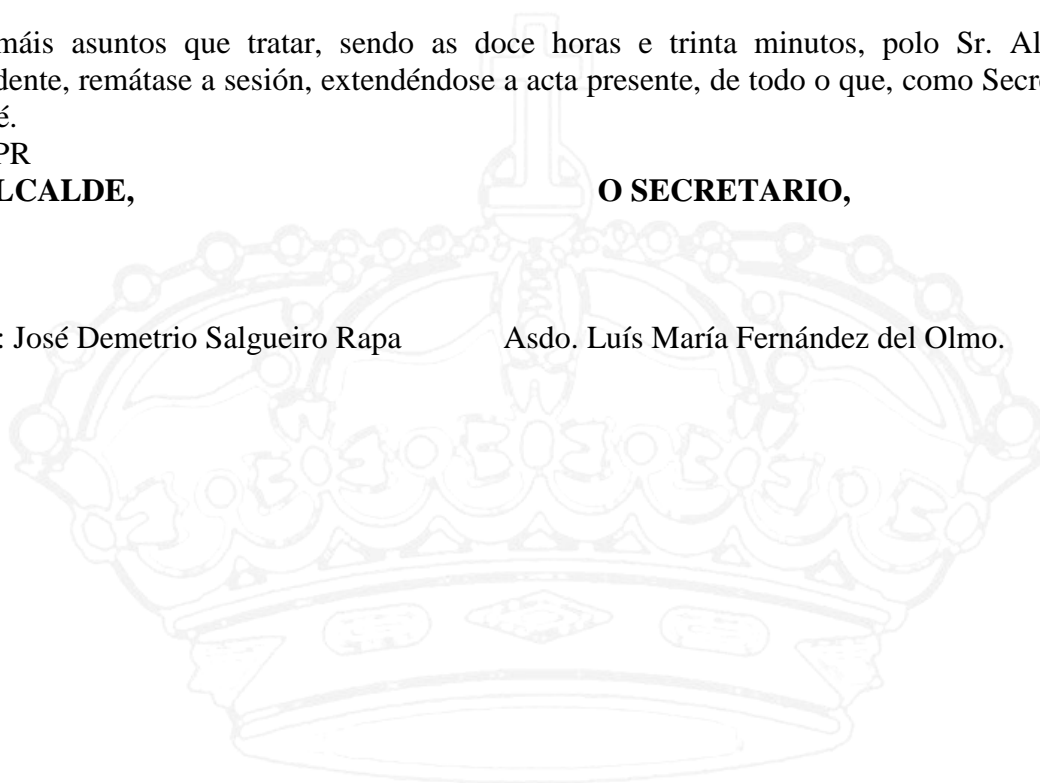 máis asuntos que tratar, sendo as doce horas e trinta minutos, polo Sr. Al
dente, remátase a sesión, extendéndose a acta presente, de todo o que, como Secre
é.
PR
LCALDE, O SECRETARIO,
: José Demetrio Salgueiro Rapa Asdo. Luís María Fernández del Olmo.